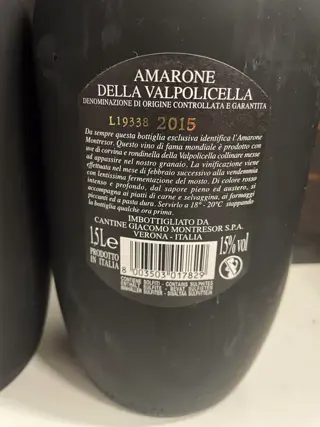 AMARONE
DELLA VALPOLICELLA
DENOMINAZIONE DI ORIGINE CONTROLLATA E GARANTITA
L19338 2015
Da sempre questa bottiglia esclusiva identifica l'Amarone
Montresor. Questo vino di fama mondiale è prodotto con
uve di corvina e rondinella della Valpolicella collinare messe
ad appassire nel nostro granaio. La vinificazione viene
effettuata nel mese di febbraio successivo alla vendemmia
con lentissima fermentazione del mosto. Di colore rosso
intenso e profondo, dal sapore pieno ed austero, si
accompagna ai piatti di carne e selvaggina, ai formaggi
piccanti ed a pasta dura. Servirlo a 18° - 20°C stappando
la bottiglia qualche ora prima.
IMBOTTIGLIATO DA
CANTINE GIACOMO MONTRESOR S.P.A.
VERONA - ITALIA
1,5 L e
PRODOTTO
IN ITALIA
15% vol
8 003503 017829
CONTIENE SOLFITI - CONTAINS SULPHITES
ENTHÄLT SULFITE -
- BEVAT SULFIETEN